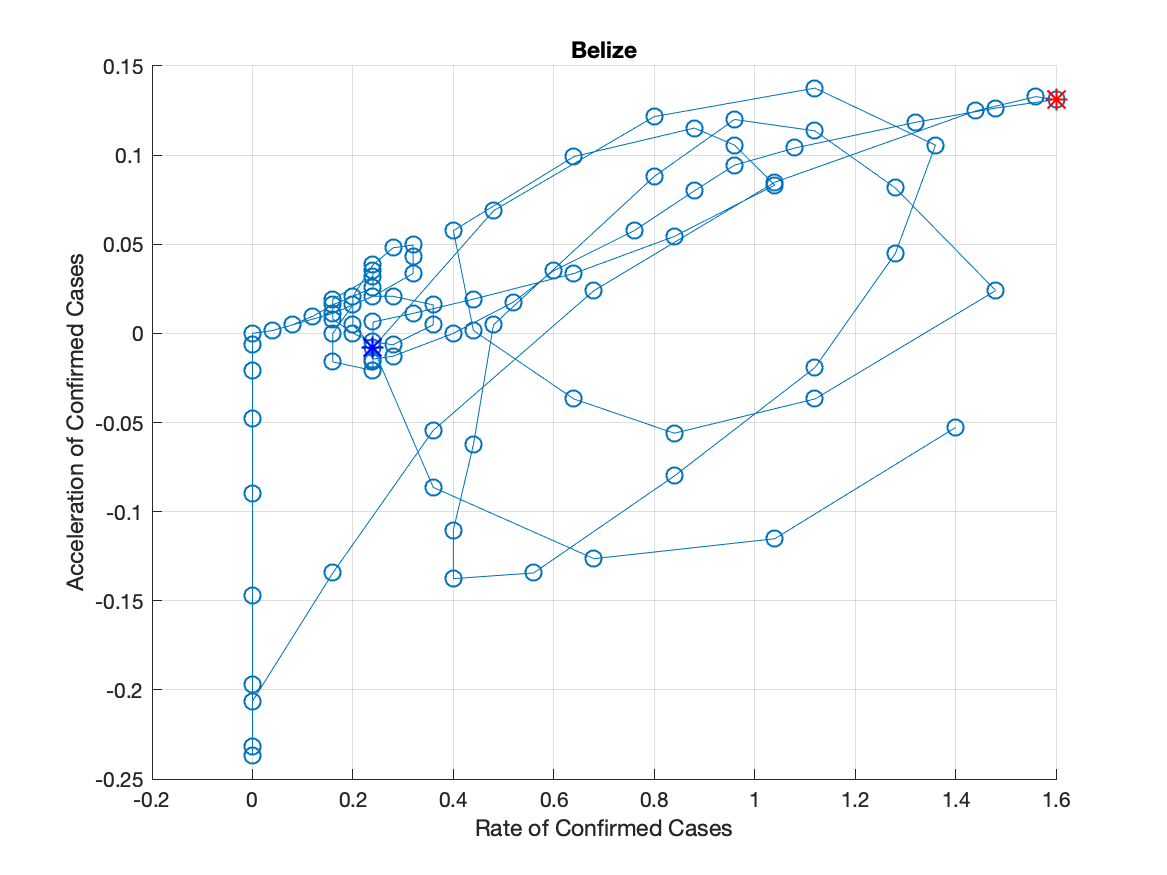 Belize
0.15
0.1
0.05
0
-0.05
-0.1
-0.15
-0.2
-0.25
-0.2 0 0.2 0.4 0.6 0.8 1 1.2 1.4 1.6
Rate of Confirmed Cases
Acceleration of Confirmed Cases